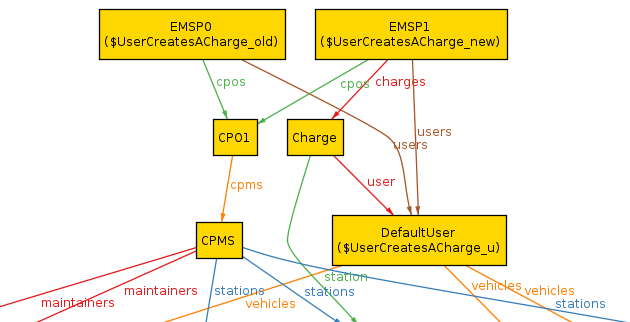 EMSP0
($UserCreatesACharge_old)
EMSP1
($UserCreatesACharge_new)
cpos
cpos
charges
users
users
CPO1
Charge
cpms
user
CPMS
DefaultUser
($UserCreatesACharge_u)
station
maintainers
maintainers
stations
vehicles
stations
vehicles
vehicles
stations